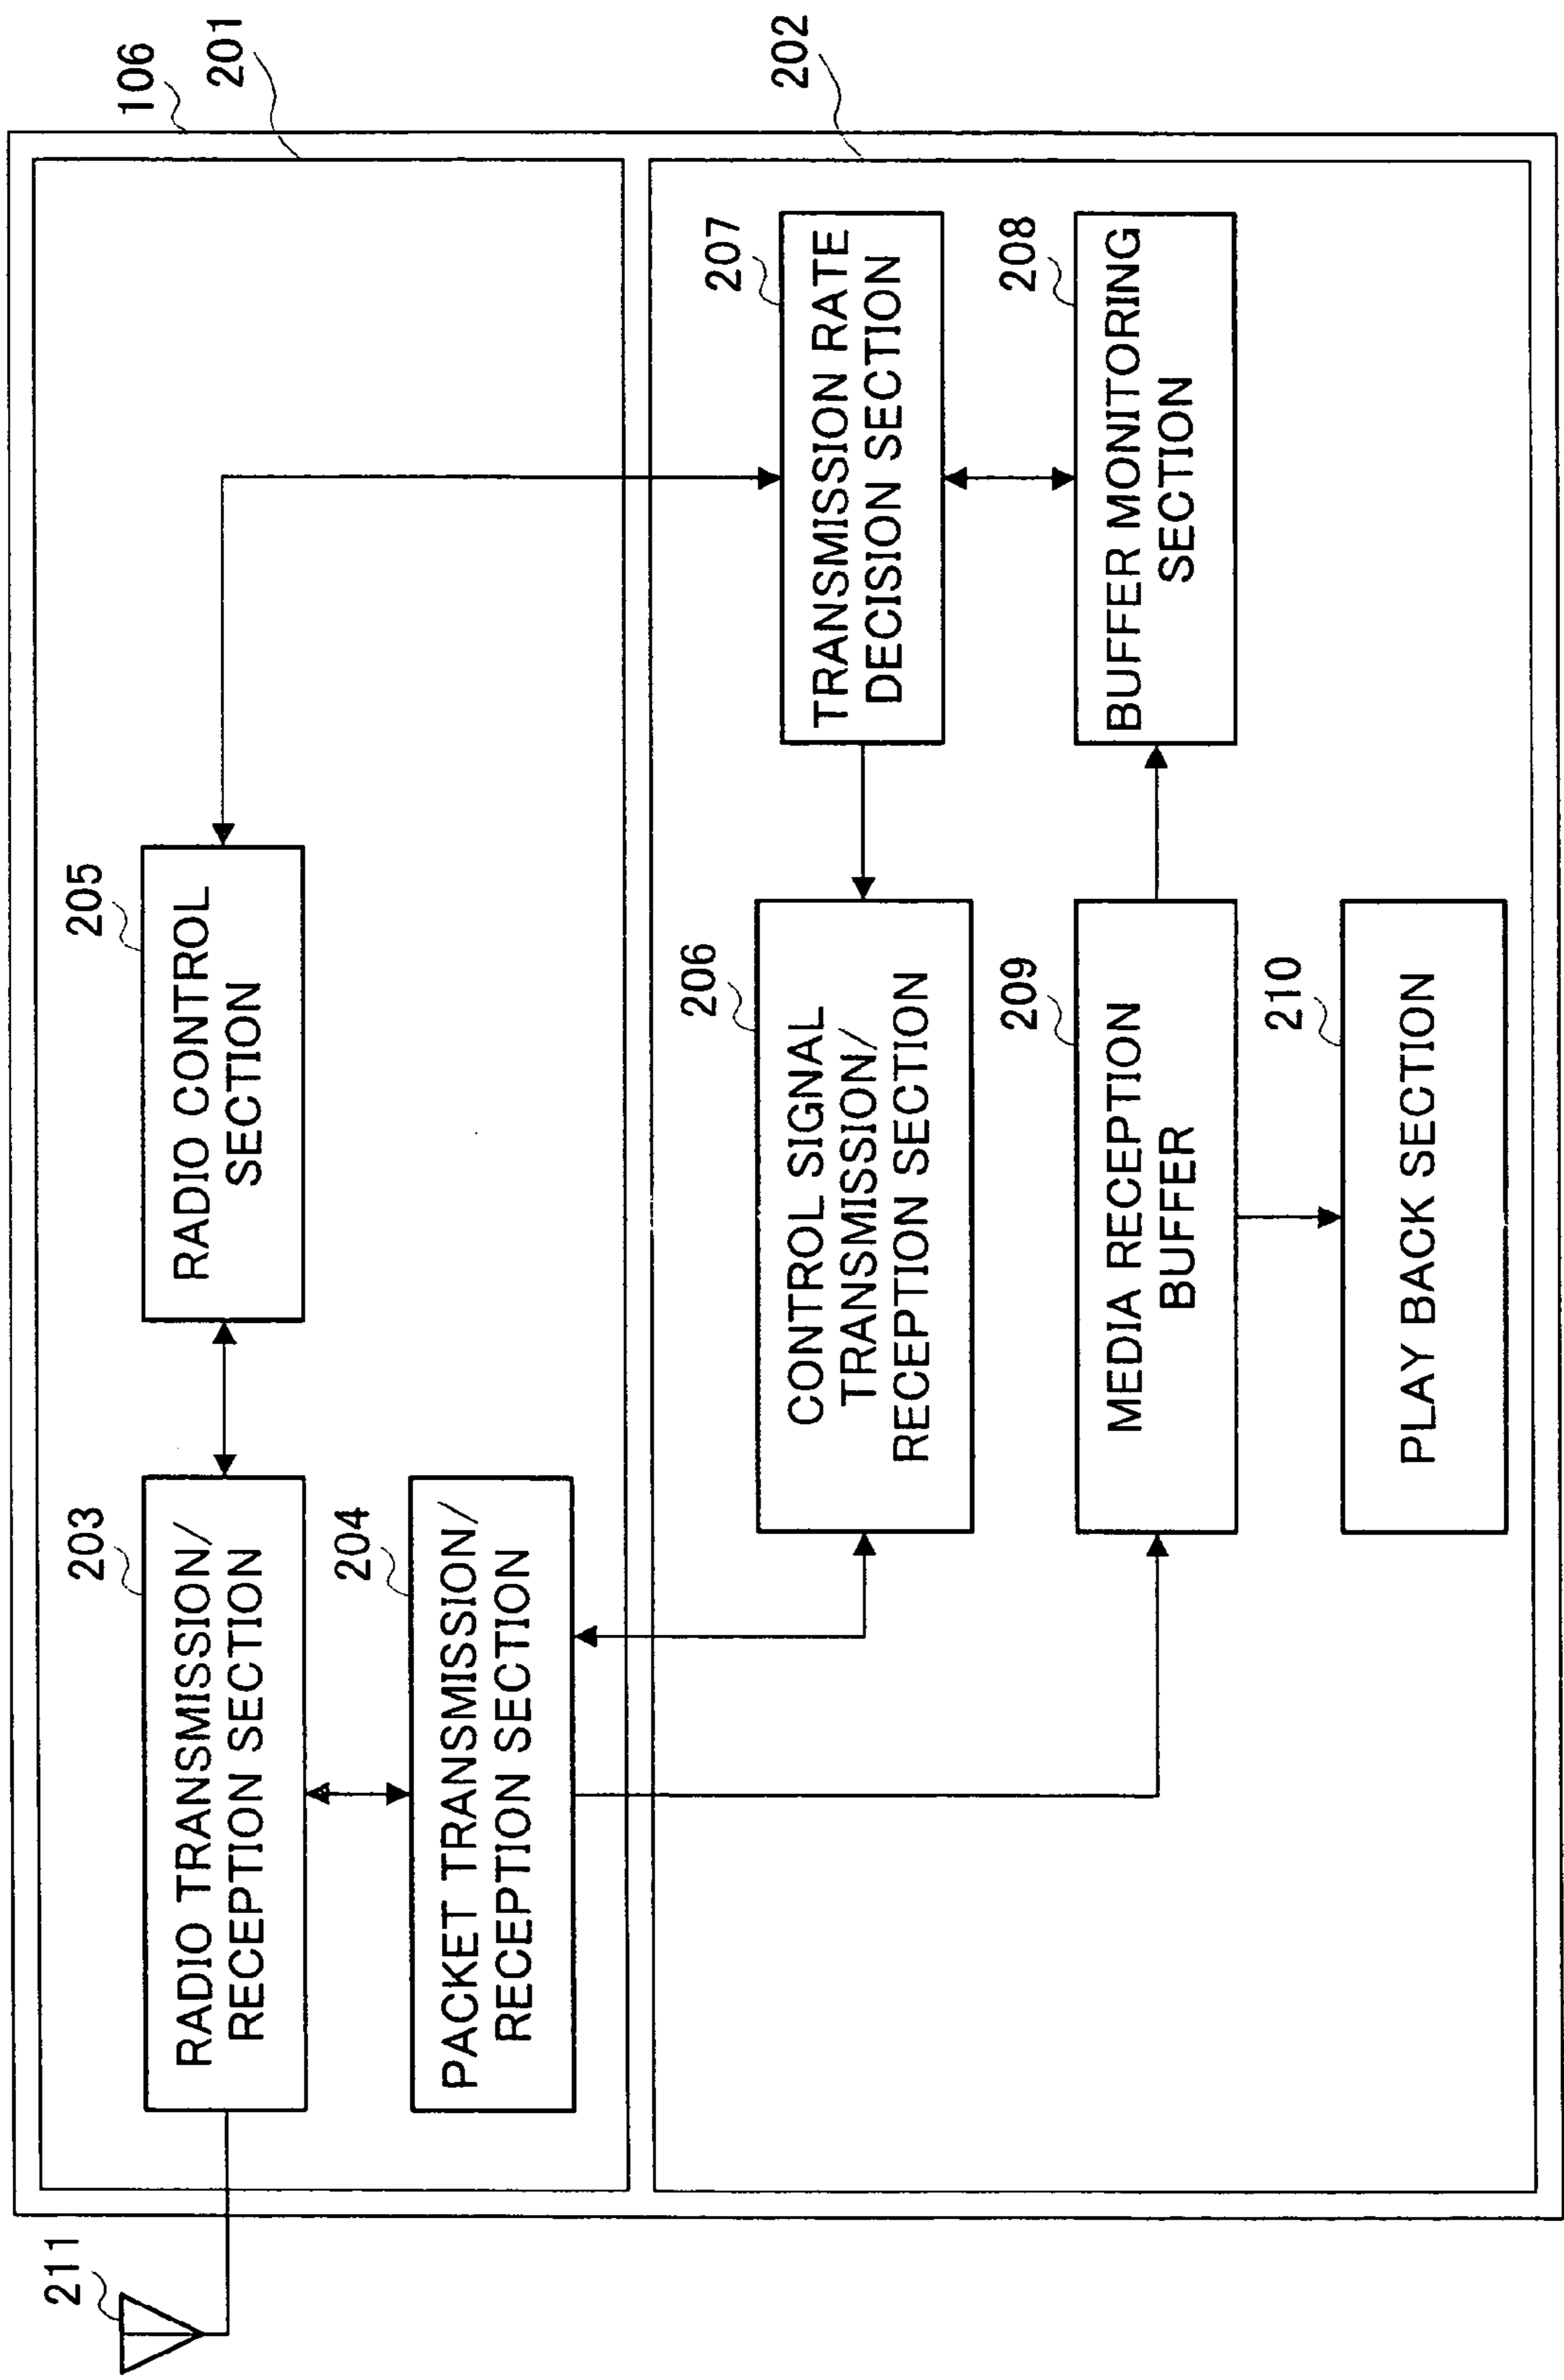 106
201
211
203
RADIO TRANSMISSION/
RECEPTION SECTION
205
RADIO CONTROL
SECTION
204
PACKET TRANSMISSION/
RECEPTION SECTION
202
206
CONTROL SIGNAL
TRANSMISSION/
RECEPTION SECTION
207
TRANSMISSION RATE
DECISION SECTION
209
MEDIA RECEPTION
BUFFER
208
BUFFER MONITORING
SECTION
210
PLAY BACK SECTION